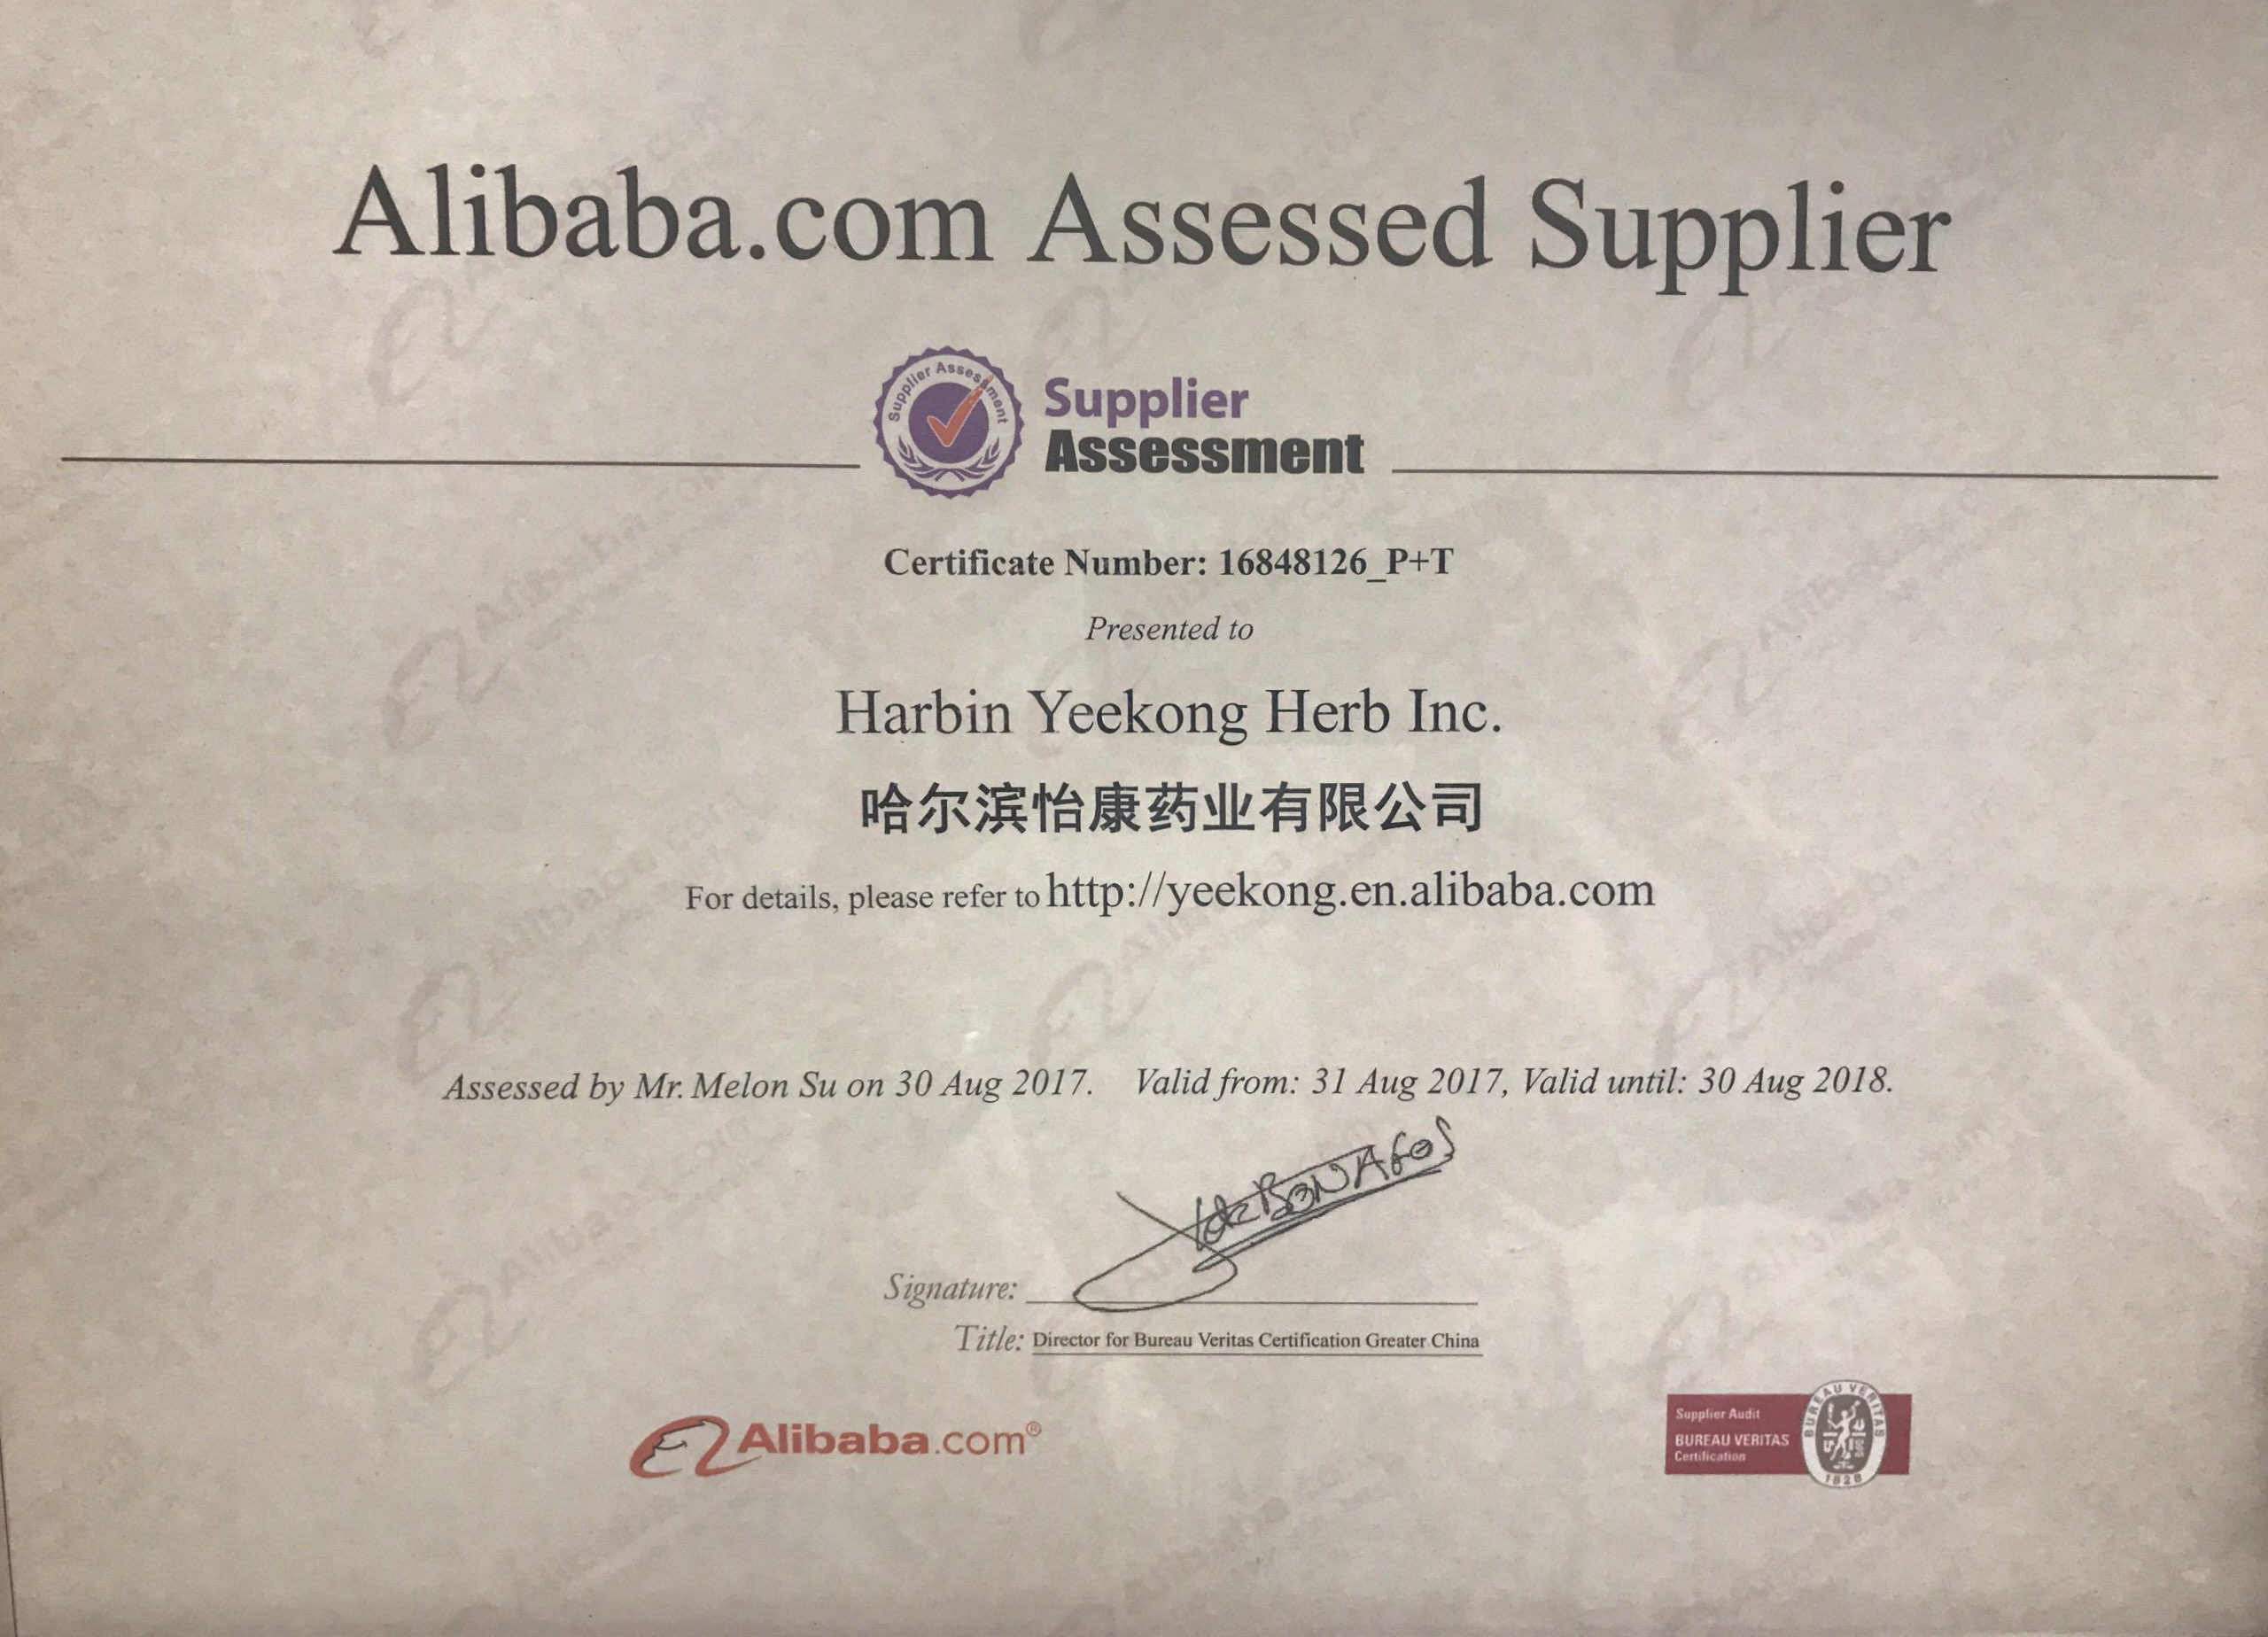 Alibaba.com Assessed Supplier
Supplier Assessment
Supplier
Assessment
Certificate Number: 16848126_P+T
Presented to
Harbin Yeekong Herb Inc.
哈尔滨怡康药业有限公司
For details, please refer to http://yeekong.en.alibaba.com
Assessed by Mr. Melon Su on 30 Aug 2017. Valid from: 31 Aug 2017, Valid until: 30 Aug 2018.
Signature:
Title: Director for Bureau Veritas Certification Greater China
Alibaba.com®
Supplier Audit
BUREAU VERITAS
Certification
BUREAU VERITAS
1828